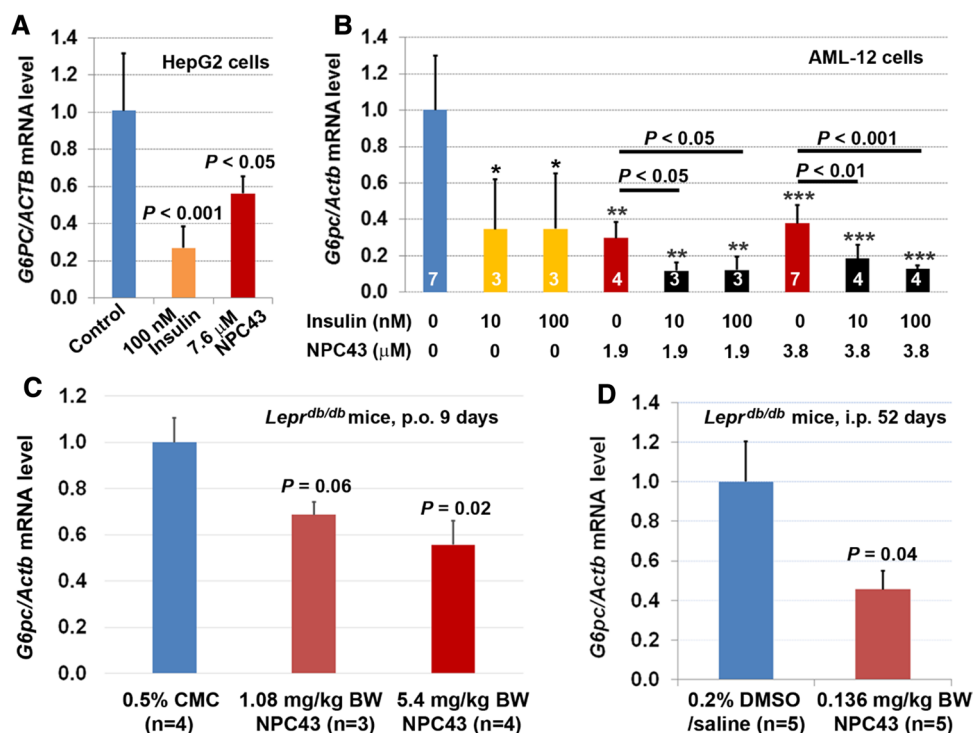 A
G6PC/ACTB mRNA level
1.4
1.2
1.0
0.8
0.6
0.4
0.2
0.0
HepG2 cells
P < 0.001
P < 0.05
Control
100 nM
Insulin
7.6 μM
NPC43
B
G6pc/Actb mRNA level
1.4
1.2
1.0
0.8
0.6
0.4
0.2
0.0
AML-12 cells
P < 0.05
P < 0.001
P < 0.05
P < 0.01
* * ** ** ** *** *** ***
7 3 3 4 3 3 7 4 4
Insulin (nM) 0 10 100 0 10 100 0 10 100
NPC43 (μM) 0 0 0 1.9 1.9 1.9 3.8 3.8 3.8
C
G6pc/Actb mRNA level
1.2
1.0
0.8
0.6
0.4
0.2
0.0
Lepr db/db mice, p.o. 9 days
P = 0.06
P = 0.02
0.5% CMC
(n=4)
1.08 mg/kg BW
NPC43 (n=3)
5.4 mg/kg BW
NPC43 (n=4)
D
G6pc/Actb mRNA level
1.4
1.2
1.0
0.8
0.6
0.4
0.2
0.0
Lepr db/db mice, i.p. 52 days
P = 0.04
0.2% DMSO
/saline (n=5)
0.136 mg/kg BW
NPC43 (n=5)